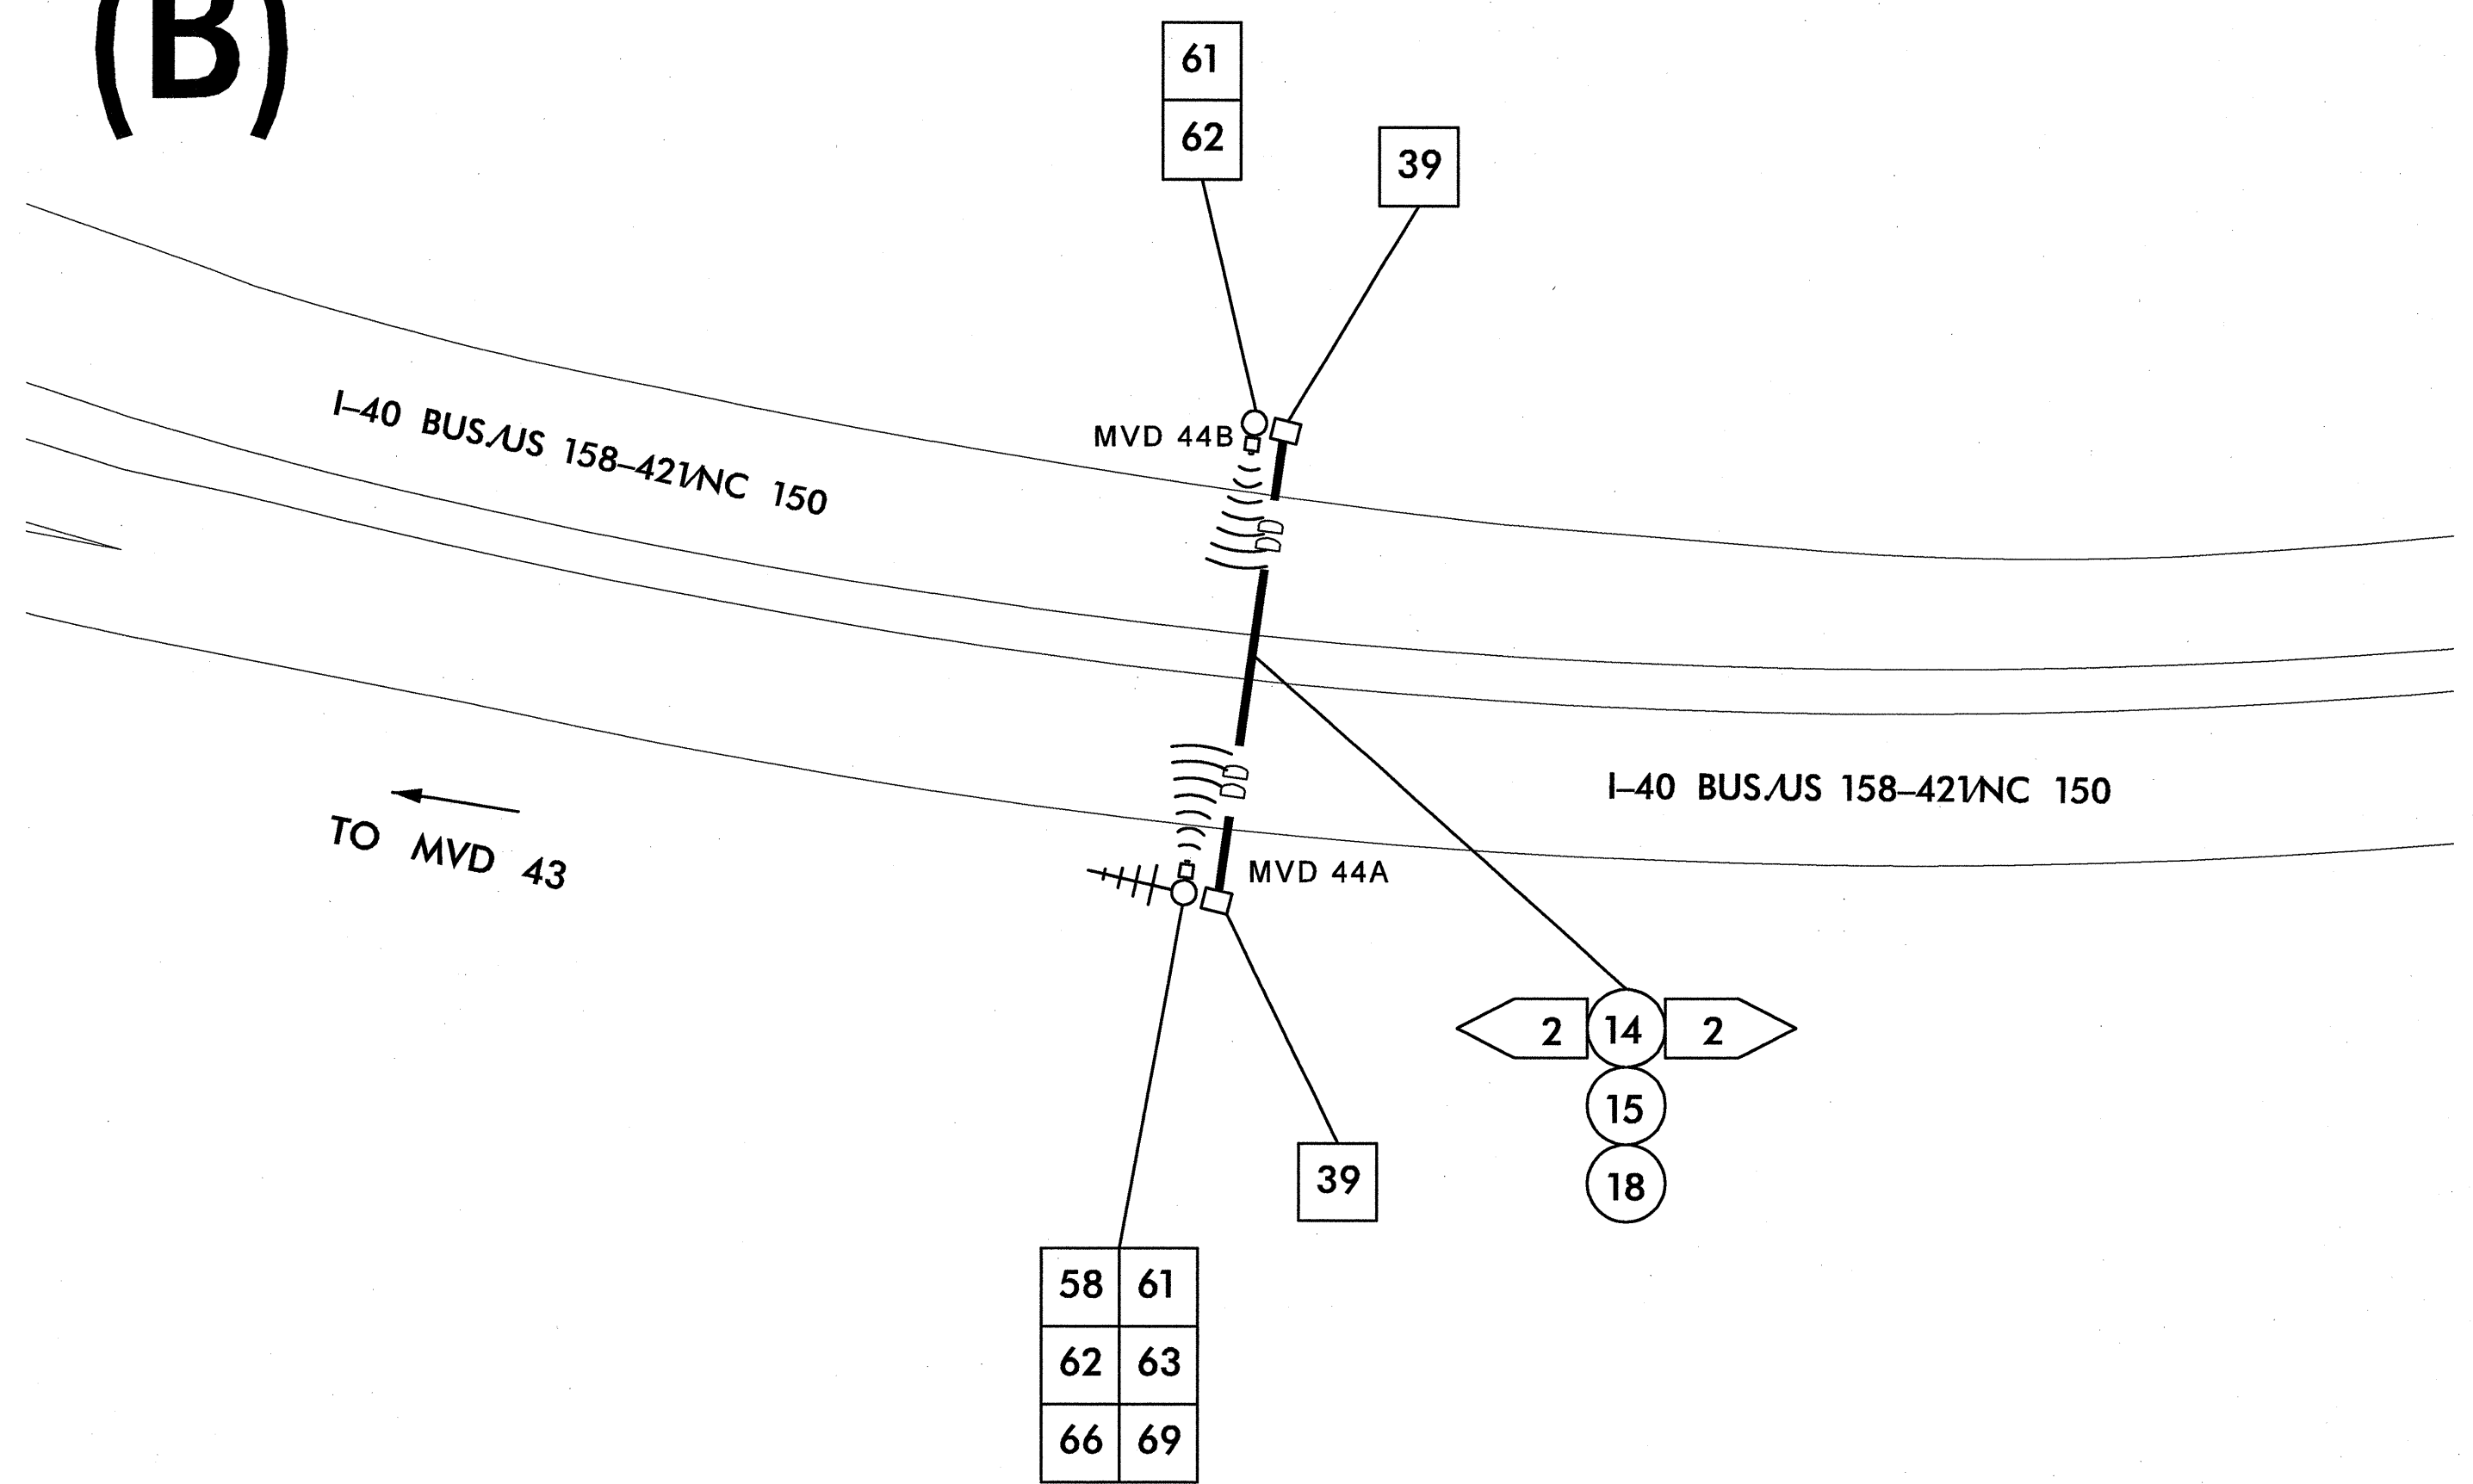 (B)
61
62
39
I–40 BUS./US 158–421/NC 150
MVD 44B
I–40 BUS./US 158–421/NC 150
TO MVD 43
MVD 44A
2 14 2
15
18
39
58 61
62 63
66 69